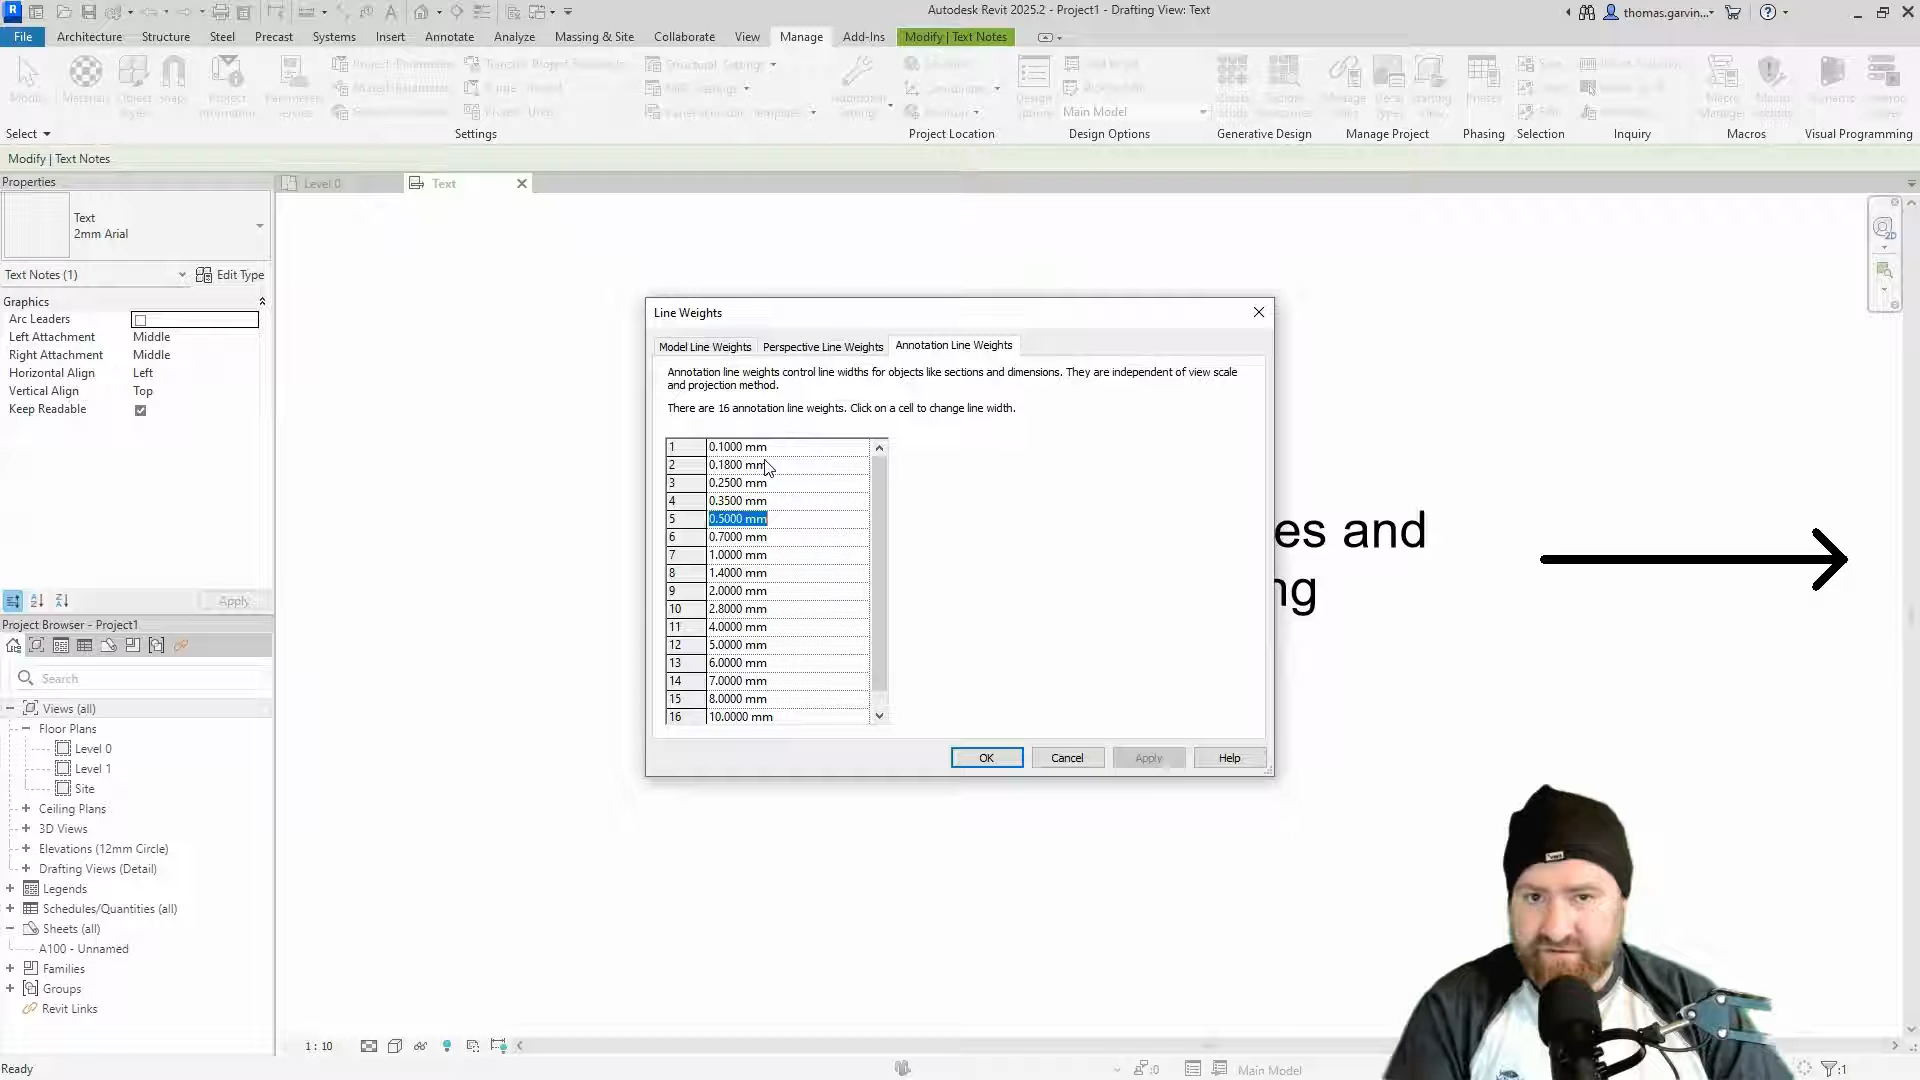 Autodesk Revit 2025.2 - Project1 - Drafting View: Text
thomas.garvin...
File Architecture Structure Steel Precast Systems Insert Annotate Analyze Massing & Site Collaborate View Manage Add-Ins Modify | Text Notes
Main Model
Select Settings Project Location Design Options Generative Design Manage Project Phasing Selection Inquiry Macros Visual Programming
Modify | Text Notes
Properties
Level 0
Text
Text
2mm Arial
Text Notes (1)
Edit Type
Graphics
Arc Leaders
Left Attachment Middle
Right Attachment Middle
Horizontal Align Left
Vertical Align Top
Keep Readable
Apply
Project Browser - Project1
Search
Views (all)
Floor Plans
Level 0
Level 1
Site
Ceiling Plans
3D Views
Elevations (12mm Circle)
Drafting Views (Detail)
Legends
Schedules/Quantities (all)
Sheets (all)
A100 - Unnamed
Families
Groups
Revit Links
Line Weights
Model Line Weights Perspective Line Weights Annotation Line Weights
Annotation line weights control line widths for objects like sections and dimensions. They are independent of view scale
and projection method.
There are 16 annotation line weights. Click on a cell to change line width.
1 0.1000 mm
2 0.1800 mm
3 0.2500 mm
4 0.3500 mm
5 0.5000 mm
6 0.7000 mm
7 1.0000 mm
8 1.4000 mm
9 2.0000 mm
10 2.8000 mm
11 4.0000 mm
12 5.0000 mm
13 6.0000 mm
14 7.0000 mm
15 8.0000 mm
16 10.0000 mm
OK Cancel Apply Help
es and
ng
1 : 10
Ready
:0
Main Model
:1